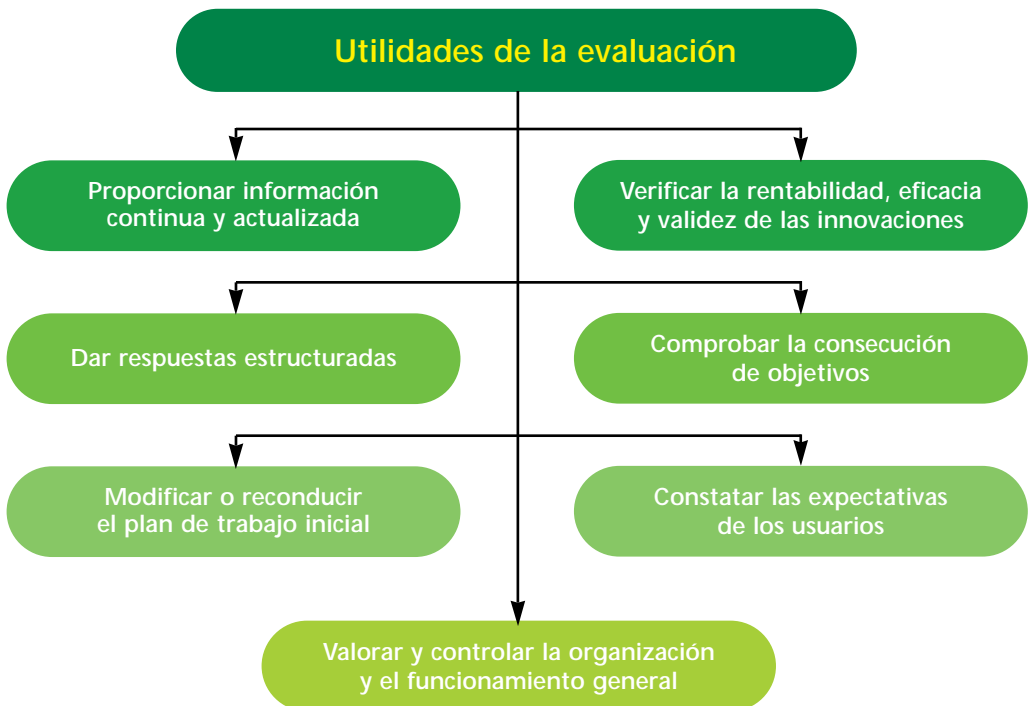 Utilidades de la evaluación
Proporcionar información
continua y actualizada
Verificar la rentabilidad, eficacia
y validez de las innovaciones
Dar respuestas estructuradas
Comprobar la consecución
de objetivos
Modificar o reconducir
el plan de trabajo inicial
Constatar las expectativas
de los usuarios
Valorar y controlar la organización
y el funcionamiento general